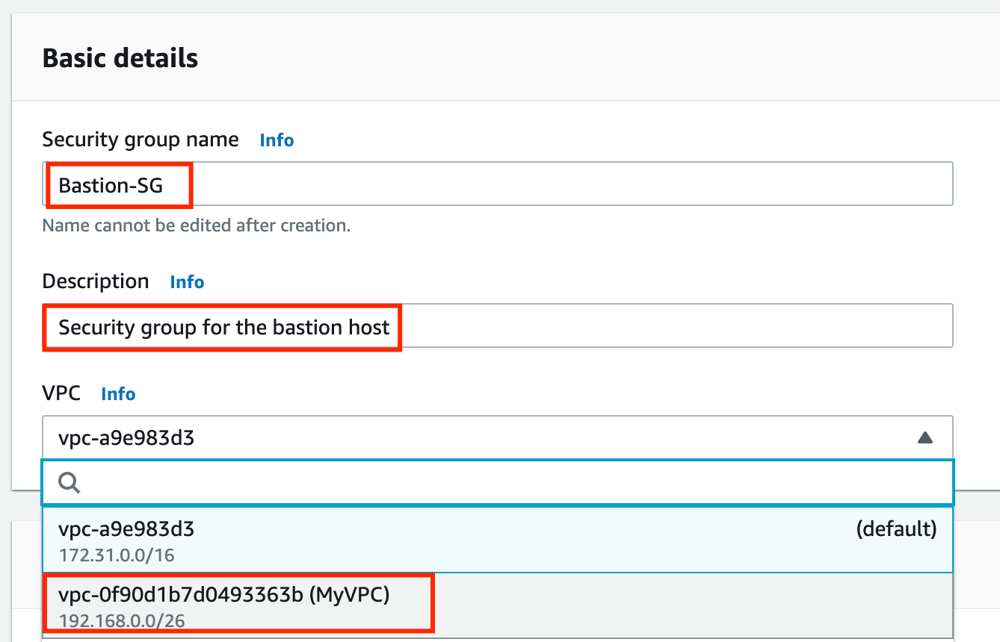 Basic details
Security group name Info
Bastion-SG
Name cannot be edited after creation.
Description Info
Security group for the bastion host
VPC Info
vpc-a9e983d3
vpc-a9e983d3 (default)
172.31.0.0/16
vpc-0f90d1b7d0493363b (MyVPC)
192.168.0.0/26